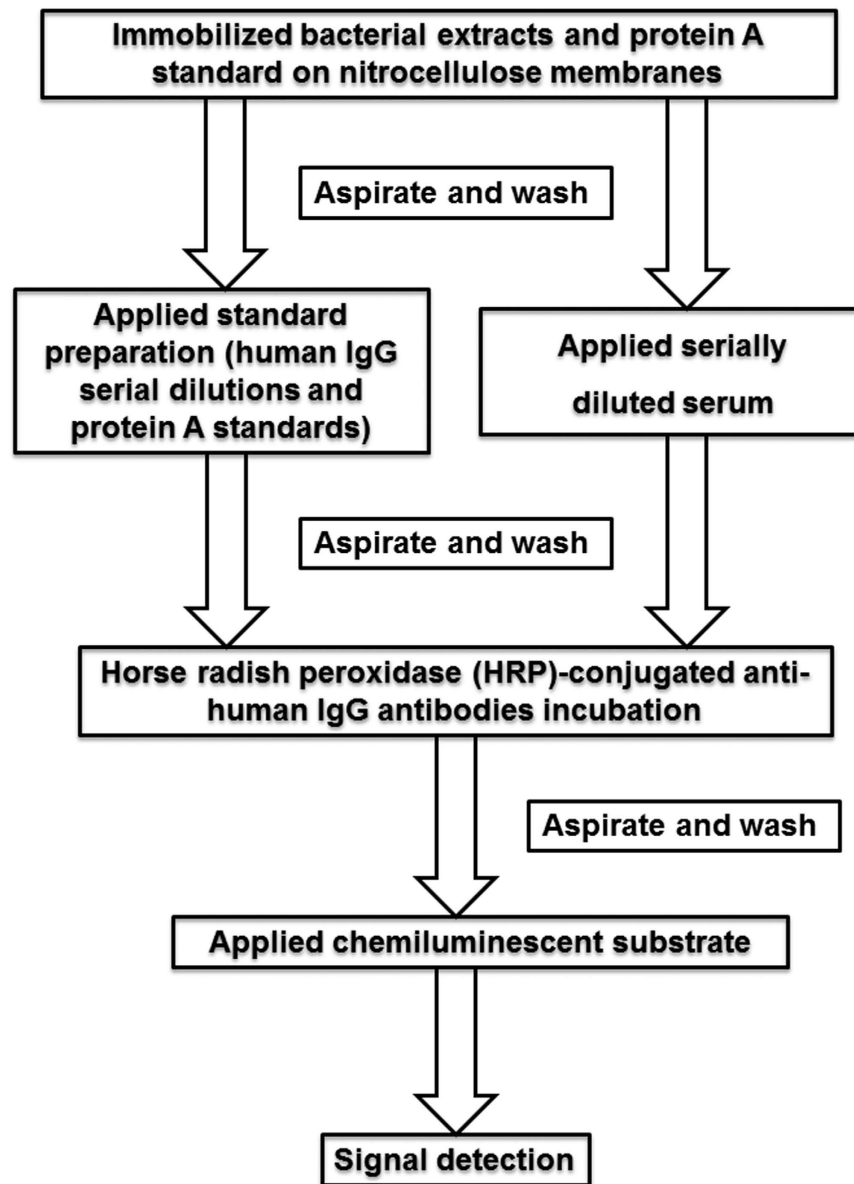 Immobilized bacterial extracts and protein A
standard on nitrocellulose membranes
Aspirate and wash
Applied standard
preparation (human IgG
serial dilutions and
protein A standards)
Applied serially
diluted serum
Aspirate and wash
Horse radish peroxidase (HRP)-conjugated anti-
human IgG antibodies incubation
Aspirate and wash
Applied chemiluminescent substrate
Signal detection